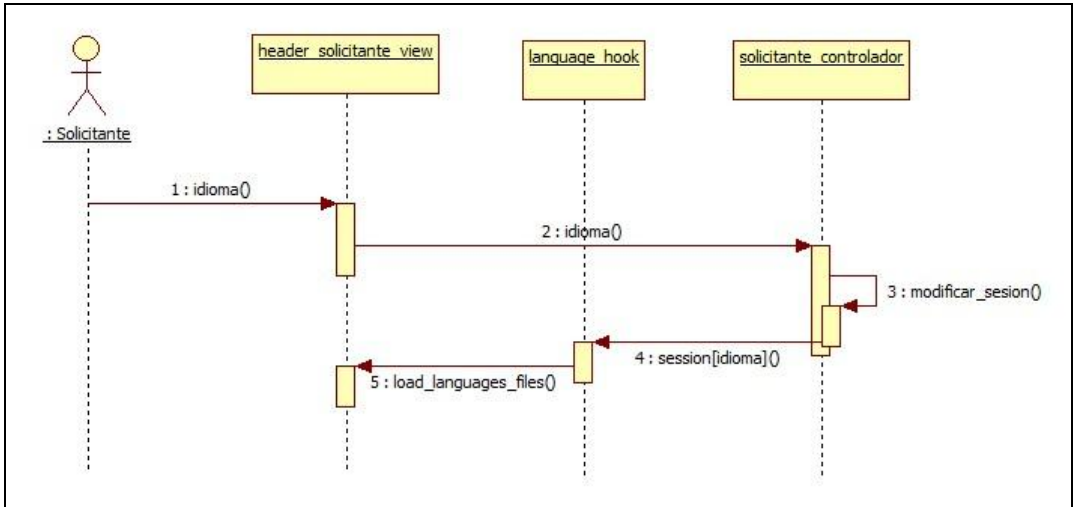 header_solicitante_view
language_hook
solicitante_controlador
: Solicitante
1 : idioma()
2 : idioma()
3 : modificar_sesion()
4 : session[idioma]()
5 : load_languages_files()